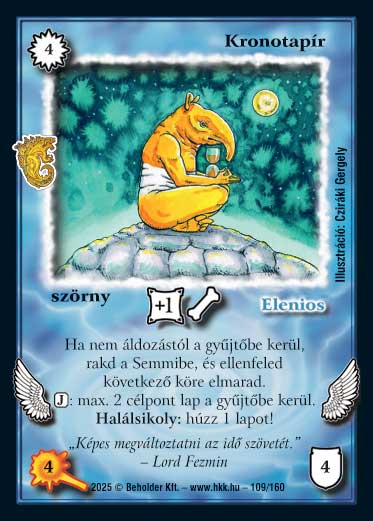 4
Kronotapír
Illusztráció: Cziráki Gergely
szörny
+1
Elenios
Ha nem áldozástól a gyűjtőbe kerül,
rakd a Semmibe, és ellenfeled
következő köre elmarad.
J: max. 2 célpont lap a gyűjtőbe kerül.
Halálsikoly: húzz 1 lapot!
„Képes megváltoztatni az idő szövetét.”
– Lord Fezmin
4
2025 © Beholder Kft. – www.hkk.hu – 109/160
4